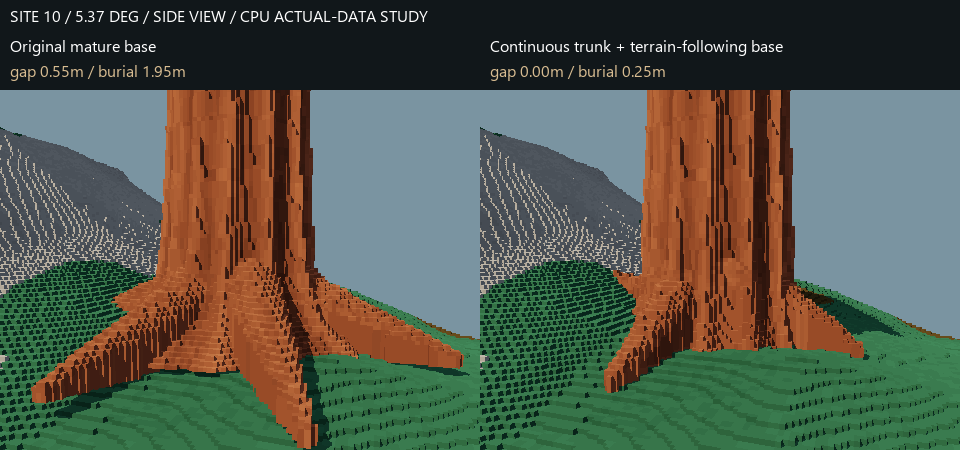 SITE 10 / 5.37 DEG / SIDE VIEW / CPU ACTUAL-DATA STUDY
Original mature base
gap 0.55m / burial 1.95m
Continuous trunk + terrain-following base
gap 0.00m / burial 0.25m